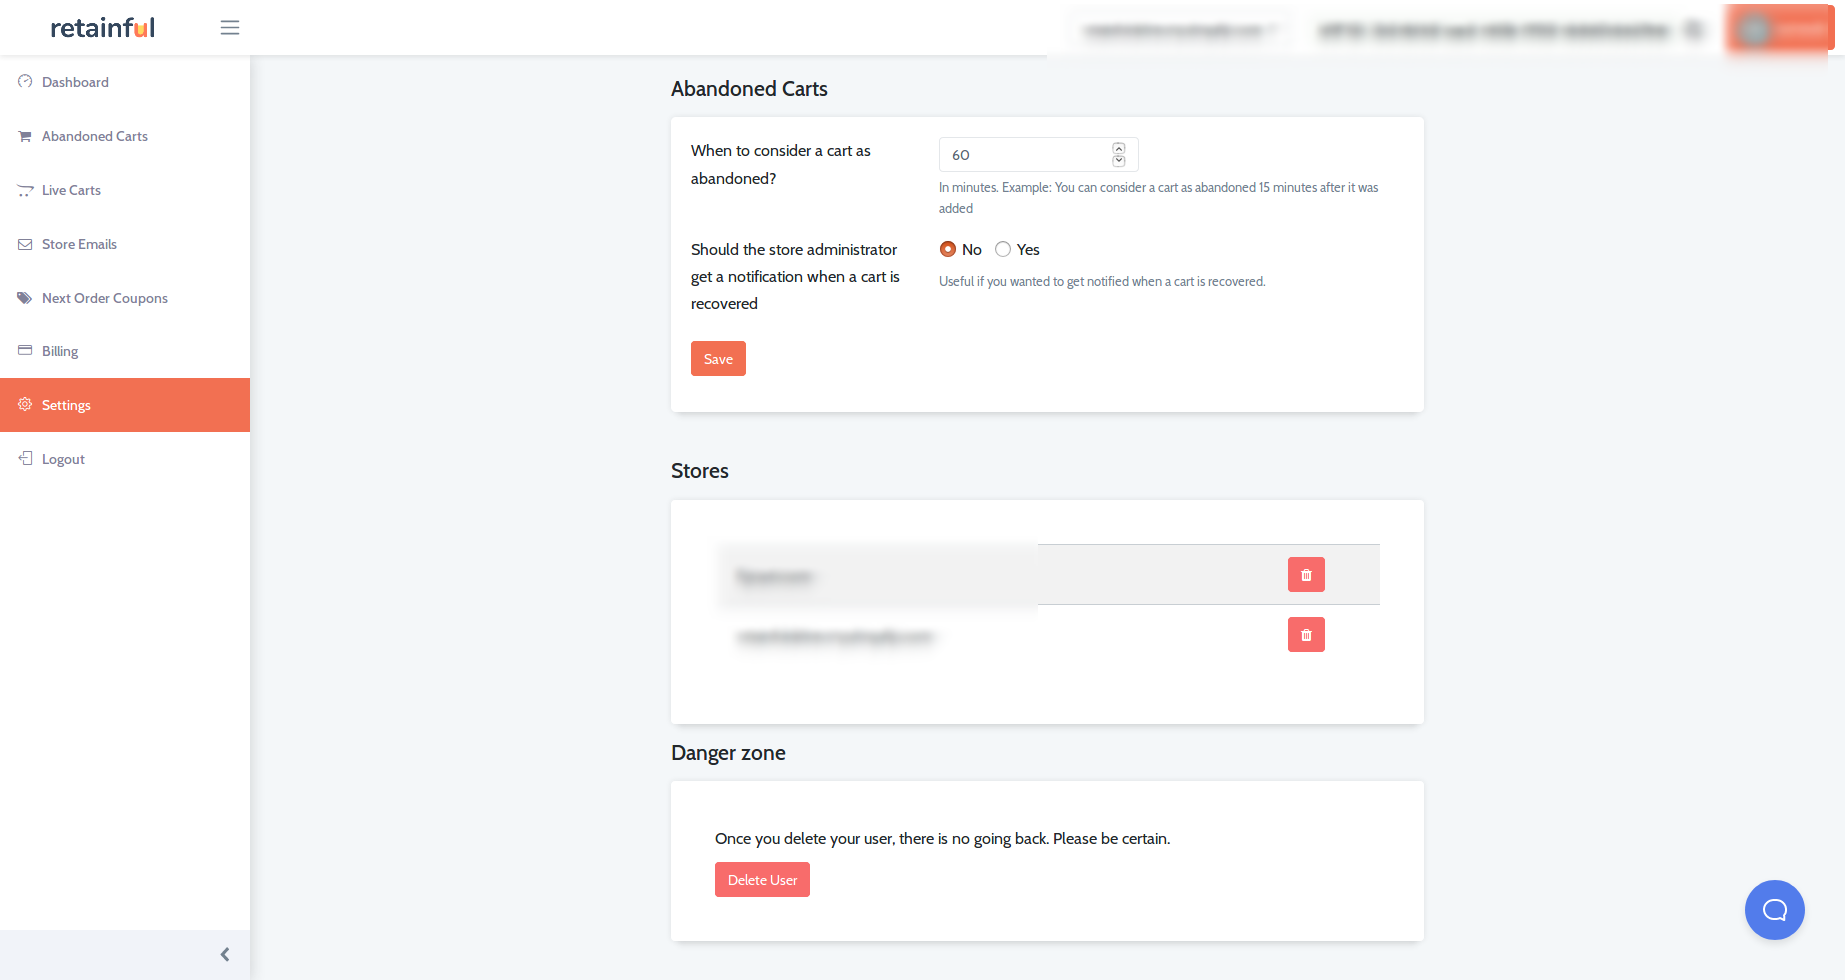 retainful
Dashboard
Abandoned Carts
Live Carts
Store Emails
Next Order Coupons
Billing
Settings
Logout
Abandoned Carts
When to consider a cart as
abandoned?
60
In minutes. Example: You can consider a cart as abandoned 15 minutes after it was
added
Should the store administrator
get a notification when a cart is
recovered
No Yes
Useful if you wanted to get notified when a cart is recovered.
Save
Stores
Danger zone
Once you delete your user, there is no going back. Please be certain.
Delete User